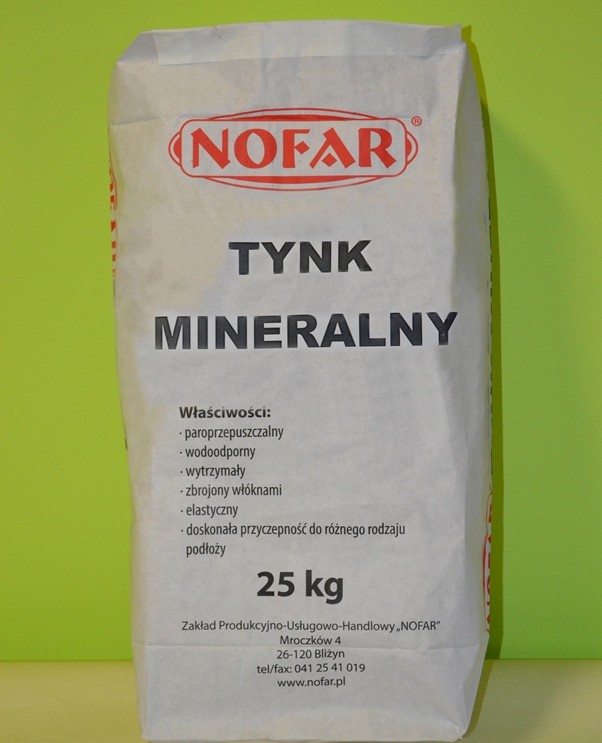 NOFAR®
TYNK
MINERALNY
Właściwości:
· paroprzepuszczalny
· wodoodporny
· wytrzymały
· zbrojony włóknami
· elastyczny
· doskonała przyczepność do różnego rodzaju
podłoży
25 kg
Zakład Produkcyjno-Usługowo-Handlowy „NOFAR”
Mroczków 4
26-120 Bliżyn
tel/fax: 041 25 41 019
www.nofar.pl